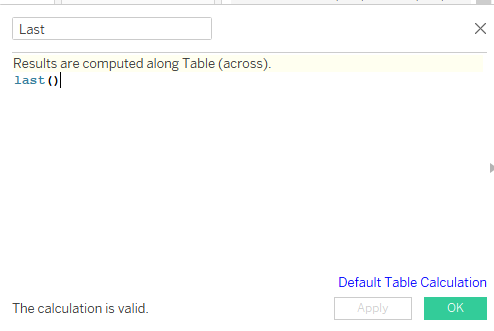 Last
Results are computed along Table (across).
last()
Default Table Calculation
The calculation is valid.
Apply
OK